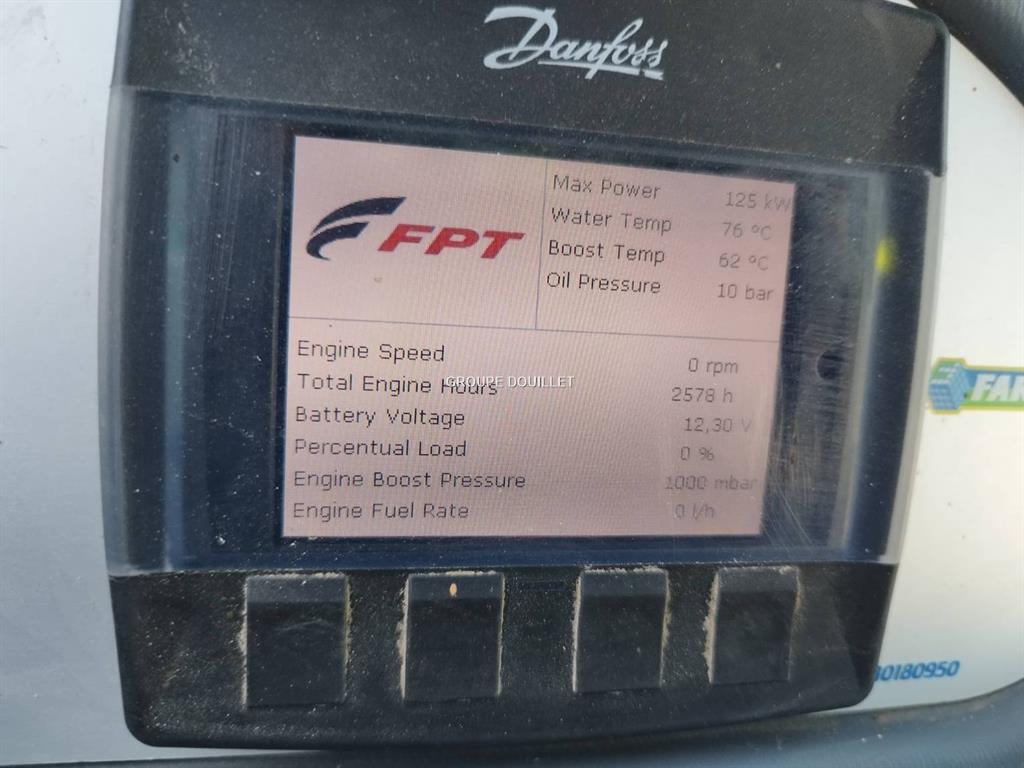 Danfoss
FPT
Max Power 125 kW
Water Temp 76 °C
Boost Temp 62 °C
Oil Pressure 10 bar
Engine Speed 0 rpm
Total Engine Hours 2578 h
GROUPE DOUILLET
Battery Voltage 12,30 V
Percentual Load 0 %
Engine Boost Pressure 1000 mbar
Engine Fuel Rate 0 l/h